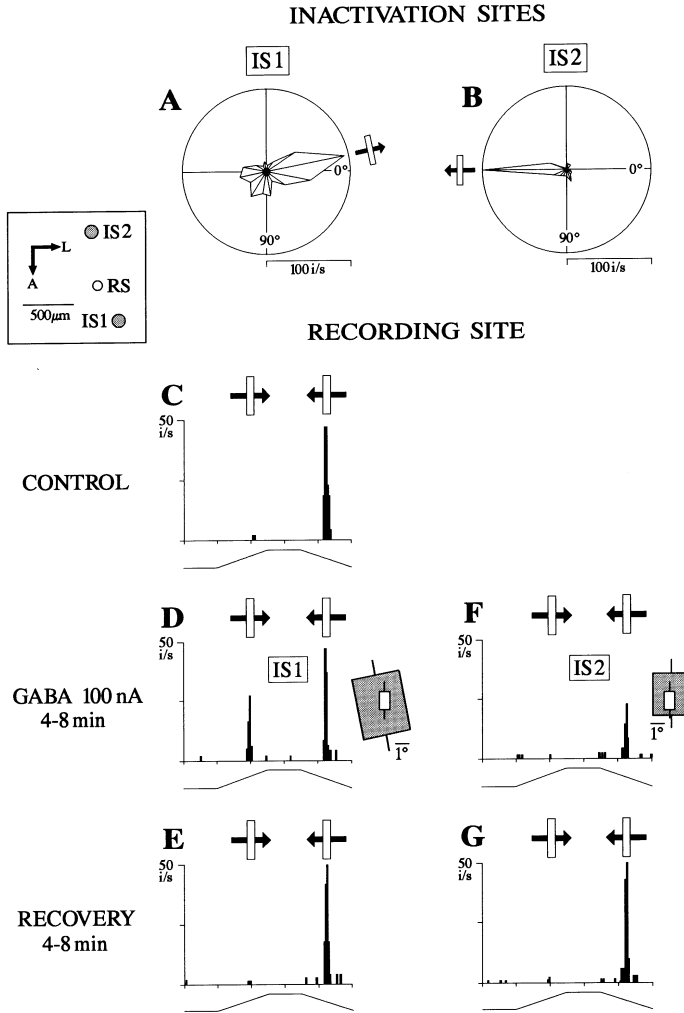 INACTIVATION SITES
IS1
IS2
A
B
0°
0°
90°
90°
100 i/s
100 i/s
IS2
L
A
RS
500µm
IS1
RECORDING SITE
C
50
i/s
CONTROL
D
F
50
i/s
IS1
50
i/s
IS2
GABA 100 nA
4-8 min
1°
1°
E
G
50
i/s
50
i/s
RECOVERY
4-8 min